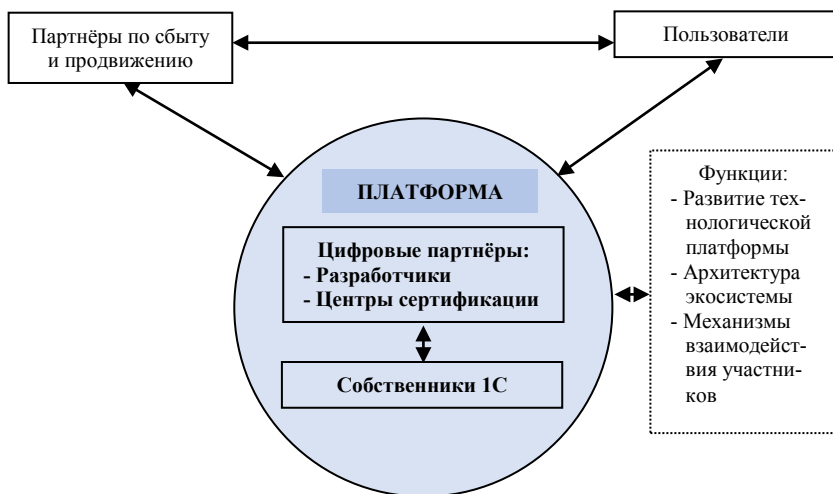 Партнёры по сбыту
и продвижению
Пользователи
ПЛАТФОРМА
Цифровые партнёры:
- Разработчики
- Центры сертификации
Собственники 1С
Функции:
- Развитие тех-
нологической
платформы
- Архитектура
экосистемы
- Механизмы
взаимодейст-
вия участни-
ков